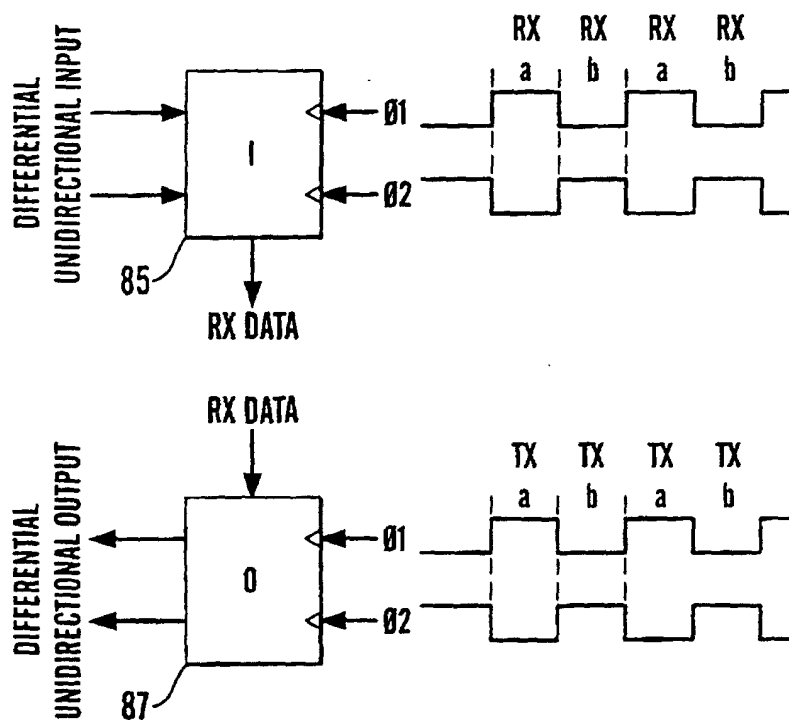 RX RX RX RX
a b a b
DIFFERENTIAL
UNIDIRECTIONAL INPUT
I
Ø1
Ø2
85
RX DATA
RX DATA
TX TX TX TX
a b a b
DIFFERENTIAL
UNIDIRECTIONAL OUTPUT
O
Ø1
Ø2
87